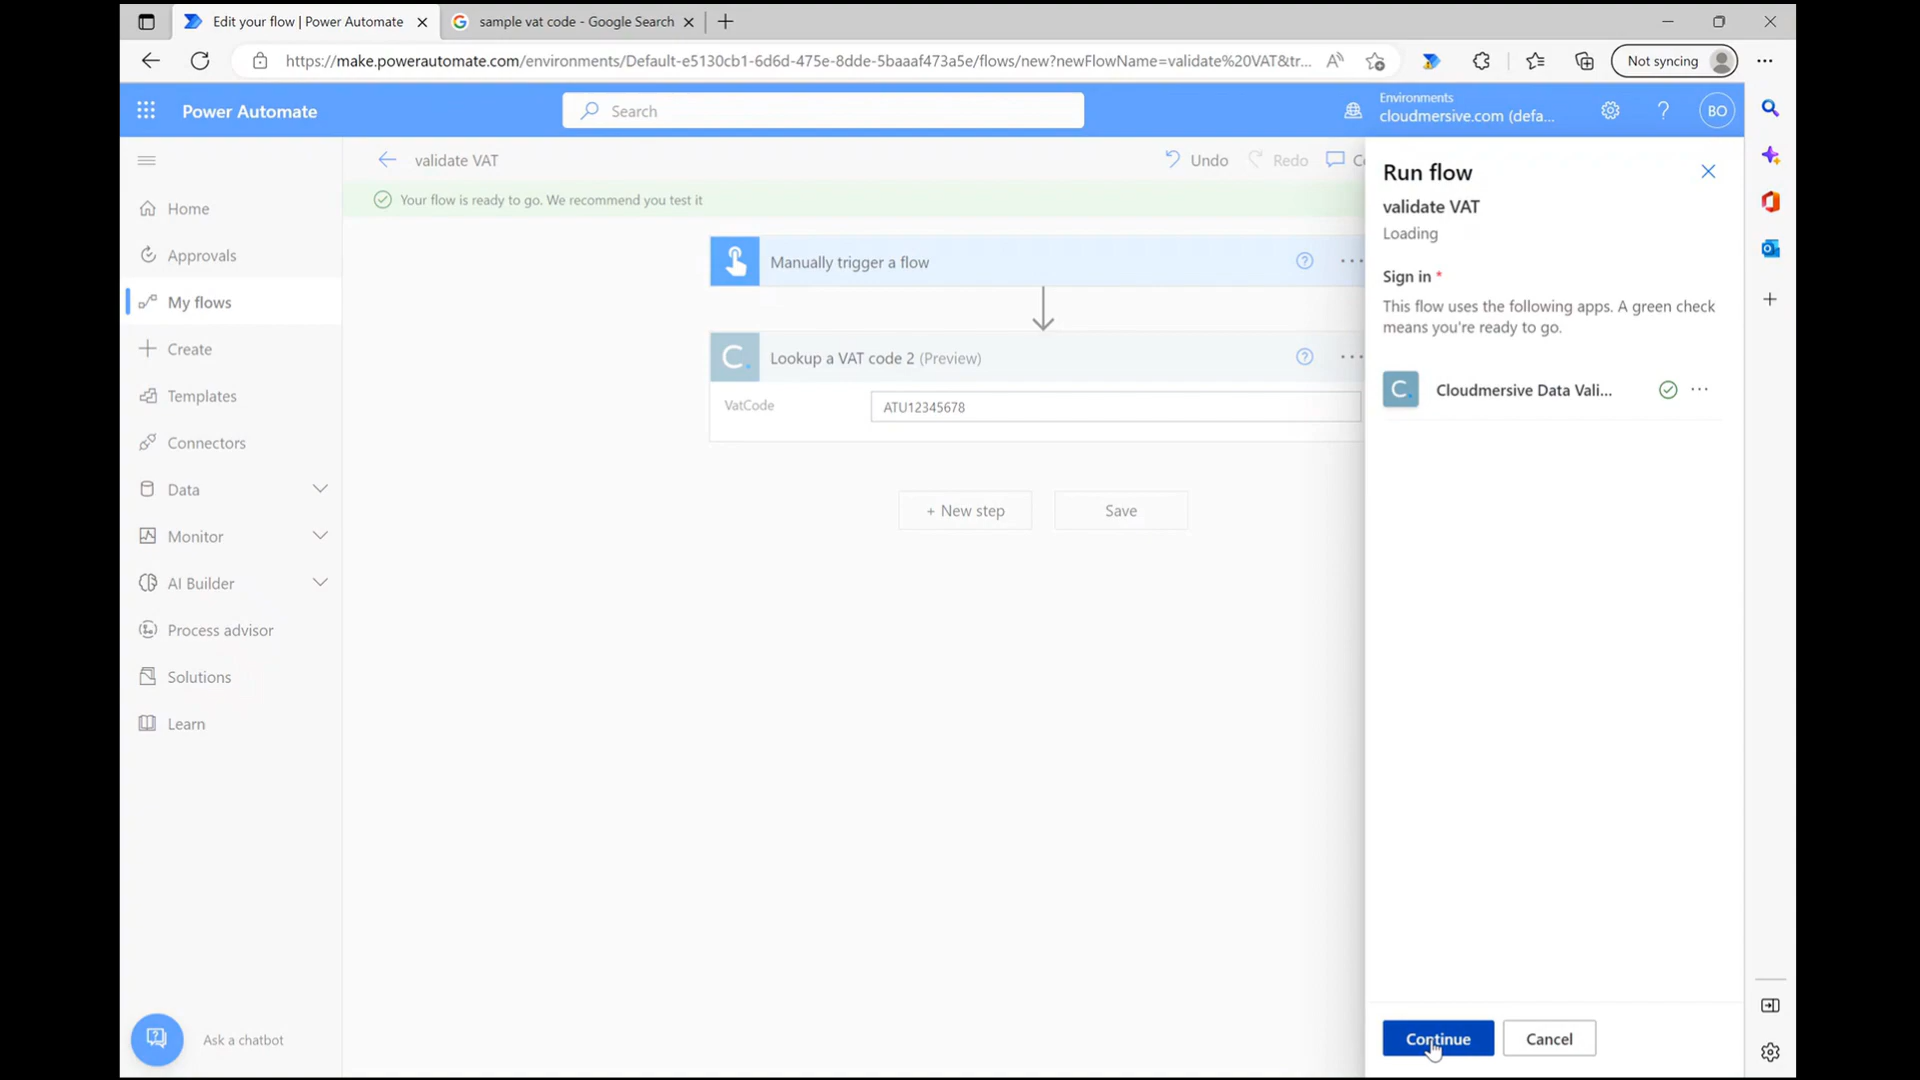 Edit your flow | Power Automate
sample vat code - Google Search
https://make.powerautomate.com/environments/Default-e5130cb1-6d6d-475e-8dde-5baaaf473a5e/flows/new?newFlowName=validate%20VAT&tr...
Not syncing
Power Automate
Search
Environments
cloudmersive.com (defa...
BO
validate VAT
Undo
Redo
Your flow is ready to go. We recommend you test it
Home
Approvals
My flows
Create
Templates
Connectors
Data
Monitor
AI Builder
Process advisor
Solutions
Learn
Ask a chatbot
Manually trigger a flow
C.
Lookup a VAT code 2 (Preview)
VatCode
ATU12345678
+ New step
Save
Run flow
validate VAT
Loading
Sign in *
This flow uses the following apps. A green check
means you're ready to go.
C.
Cloudmersive Data Vali...
Continue
Cancel